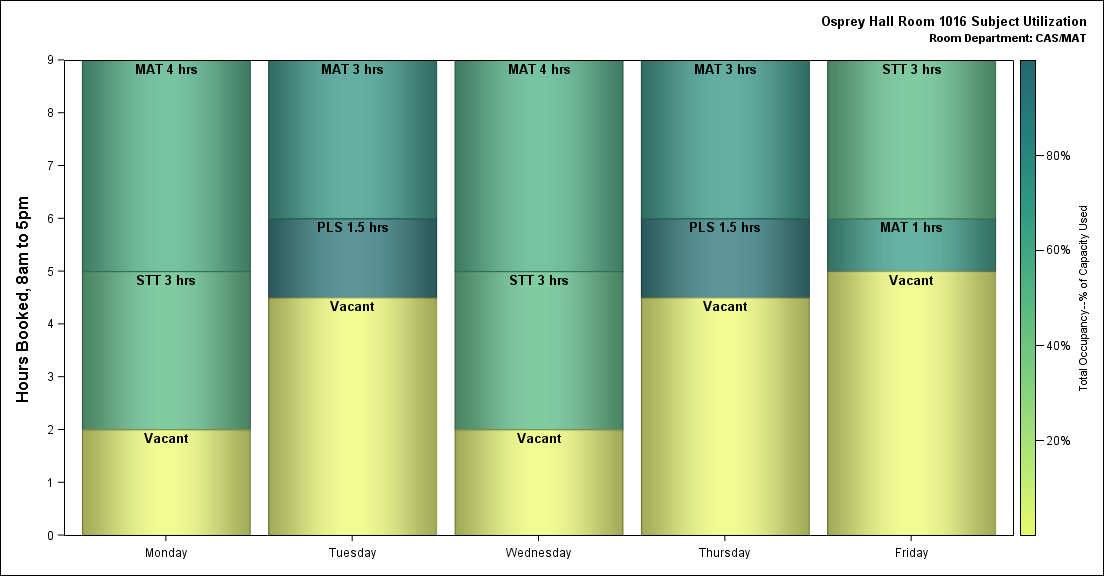 Osprey Hall Room 1016 Subject Utilization
Room Department: CAS/MAT
Hours Booked, 8am to 5pm
9
8
7
6
5
4
3
2
1
0
MAT 4 hrs
STT 3 hrs
Vacant
MAT 3 hrs
PLS 1.5 hrs
Vacant
MAT 4 hrs
STT 3 hrs
Vacant
MAT 3 hrs
PLS 1.5 hrs
Vacant
STT 3 hrs
MAT 1 hrs
Vacant
Monday
Tuesday
Wednesday
Thursday
Friday
80%
60%
40%
20%
Total Occupancy--% of Capacity Used